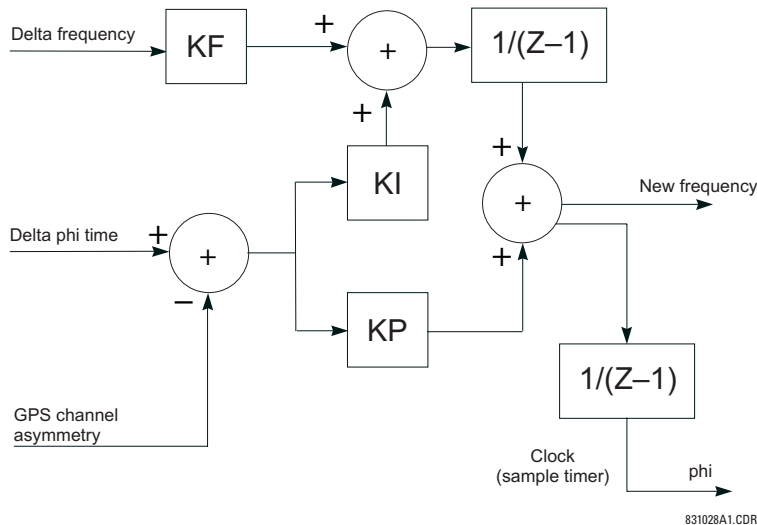 Delta frequency
KF
+
+
1/(Z–1)
+
KI
+
New frequency
+
Delta phi time
+
+
+
–
KP
1/(Z–1)
GPS channel
asymmetry
Clock
(sample timer)
phi
831028A1.CDR